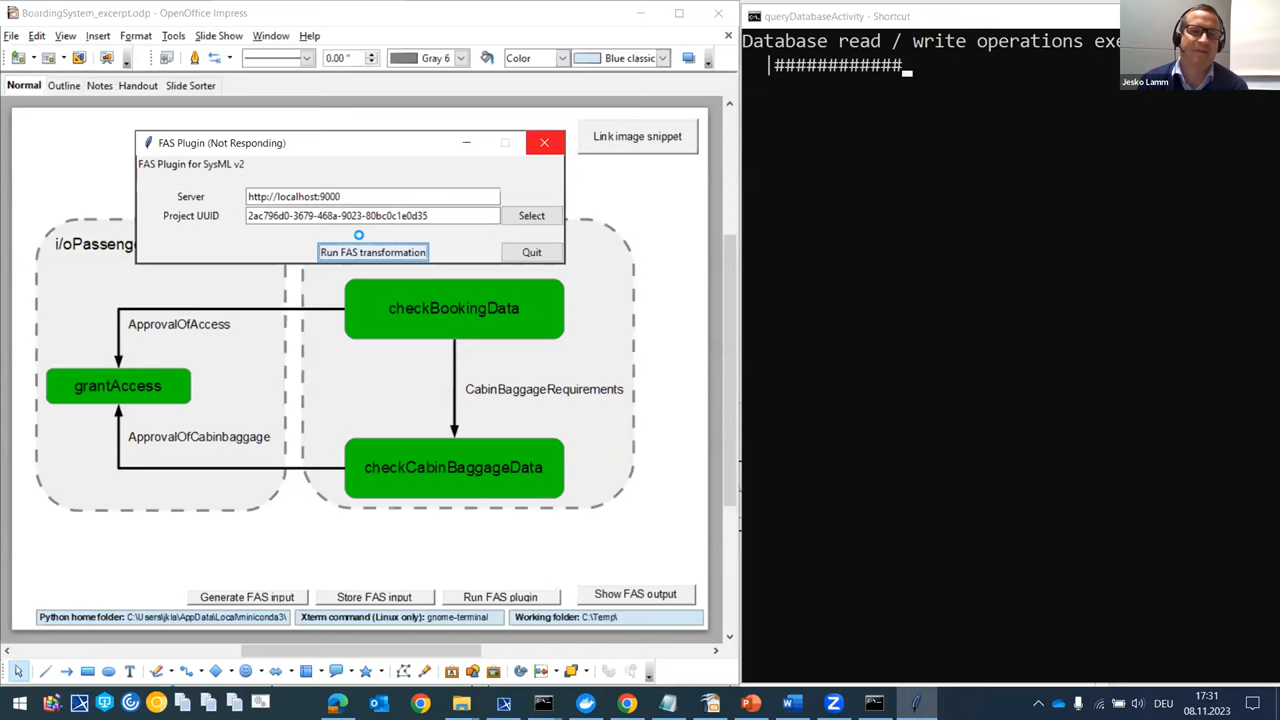 BoardingSystem_excerpt.odp - OpenOffice Impress
File Edit View Insert Format Tools Slide Show Window Help
0.00 " Gray 6 Color Blue classic
Normal Outline Notes Handout Slide Sorter
FAS Plugin (Not Responding)
FAS Plugin for SysML v2
Server http://localhost:9000
Project UUID 2ac796d0-3679-468a-9023-80bc0c1e0d35 Select
Run FAS transformation Quit
Link image snippet
i/oPasseng
checkBookingData
ApprovalOfAccess
grantAccess
CabinBaggageRequirements
ApprovalOfCabinbaggage
checkCabinBaggageData
Generate FAS input Store FAS input Run FAS plugin Show FAS output
Python home folder: C:\Users\jkla\AppData\Local\miniconda3\ Xterm command (Linux only): gnome-terminal Working folder: C:\Temp\
queryDatabaseActivity - Shortcut
Database read / write operations exe
|############_
Jesko Lamm
DEU
17:31
08.11.2023